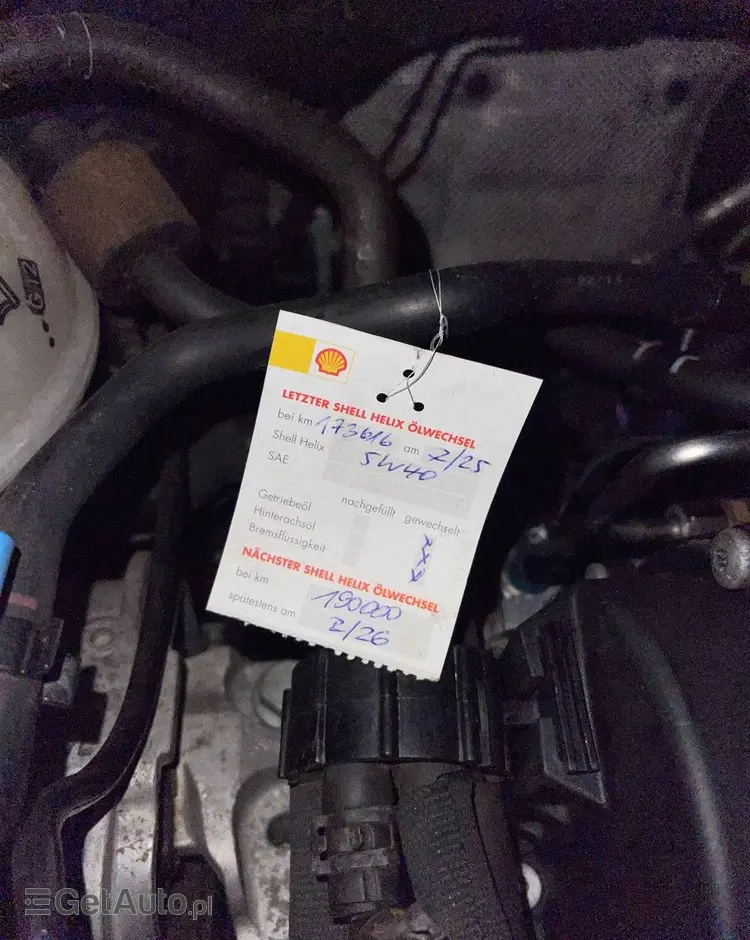 LETZTER SHELL HELIX ÖLWECHSEL
bei km 173616 am 2/25
Shell Helix 5W40
SAE
nachgefüllt gewechselt
Getriebeöl
Hinterachsöl
Bremsflüssigkeit
NÄCHSTER SHELL HELIX ÖLWECHSEL
bei km 190000
spätestens am 2/26
GetAuto.pl